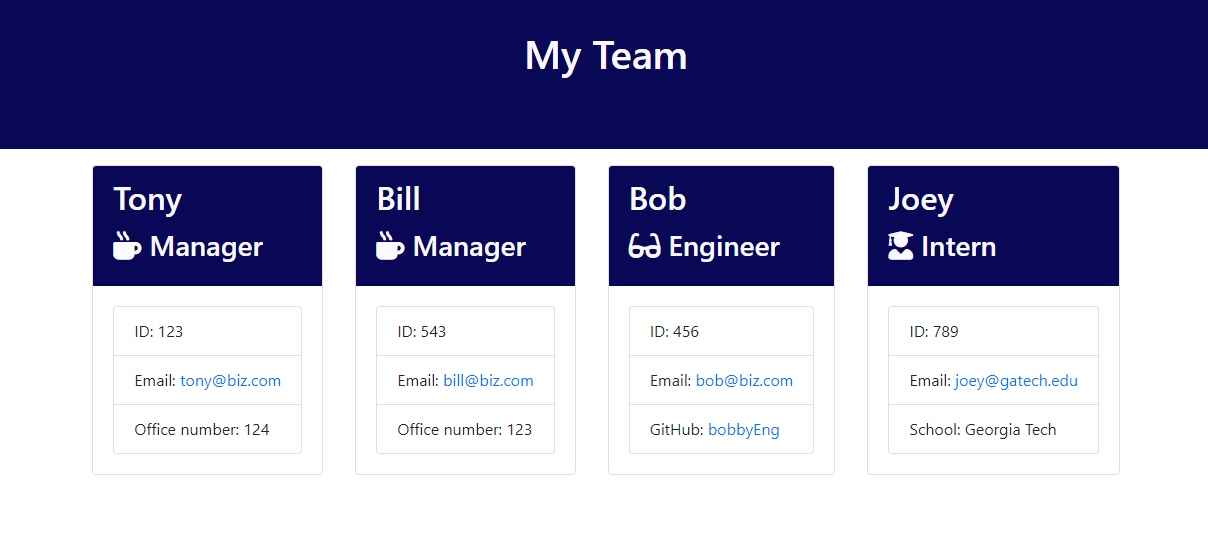 My Team
Tony
Manager
ID: 123
Email: tony@biz.com
Office number: 124
Bill
Manager
ID: 543
Email: bill@biz.com
Office number: 123
Bob
Engineer
ID: 456
Email: bob@biz.com
GitHub: bobbyEng
Joey
Intern
ID: 789
Email: joey@gatech.edu
School: Georgia Tech